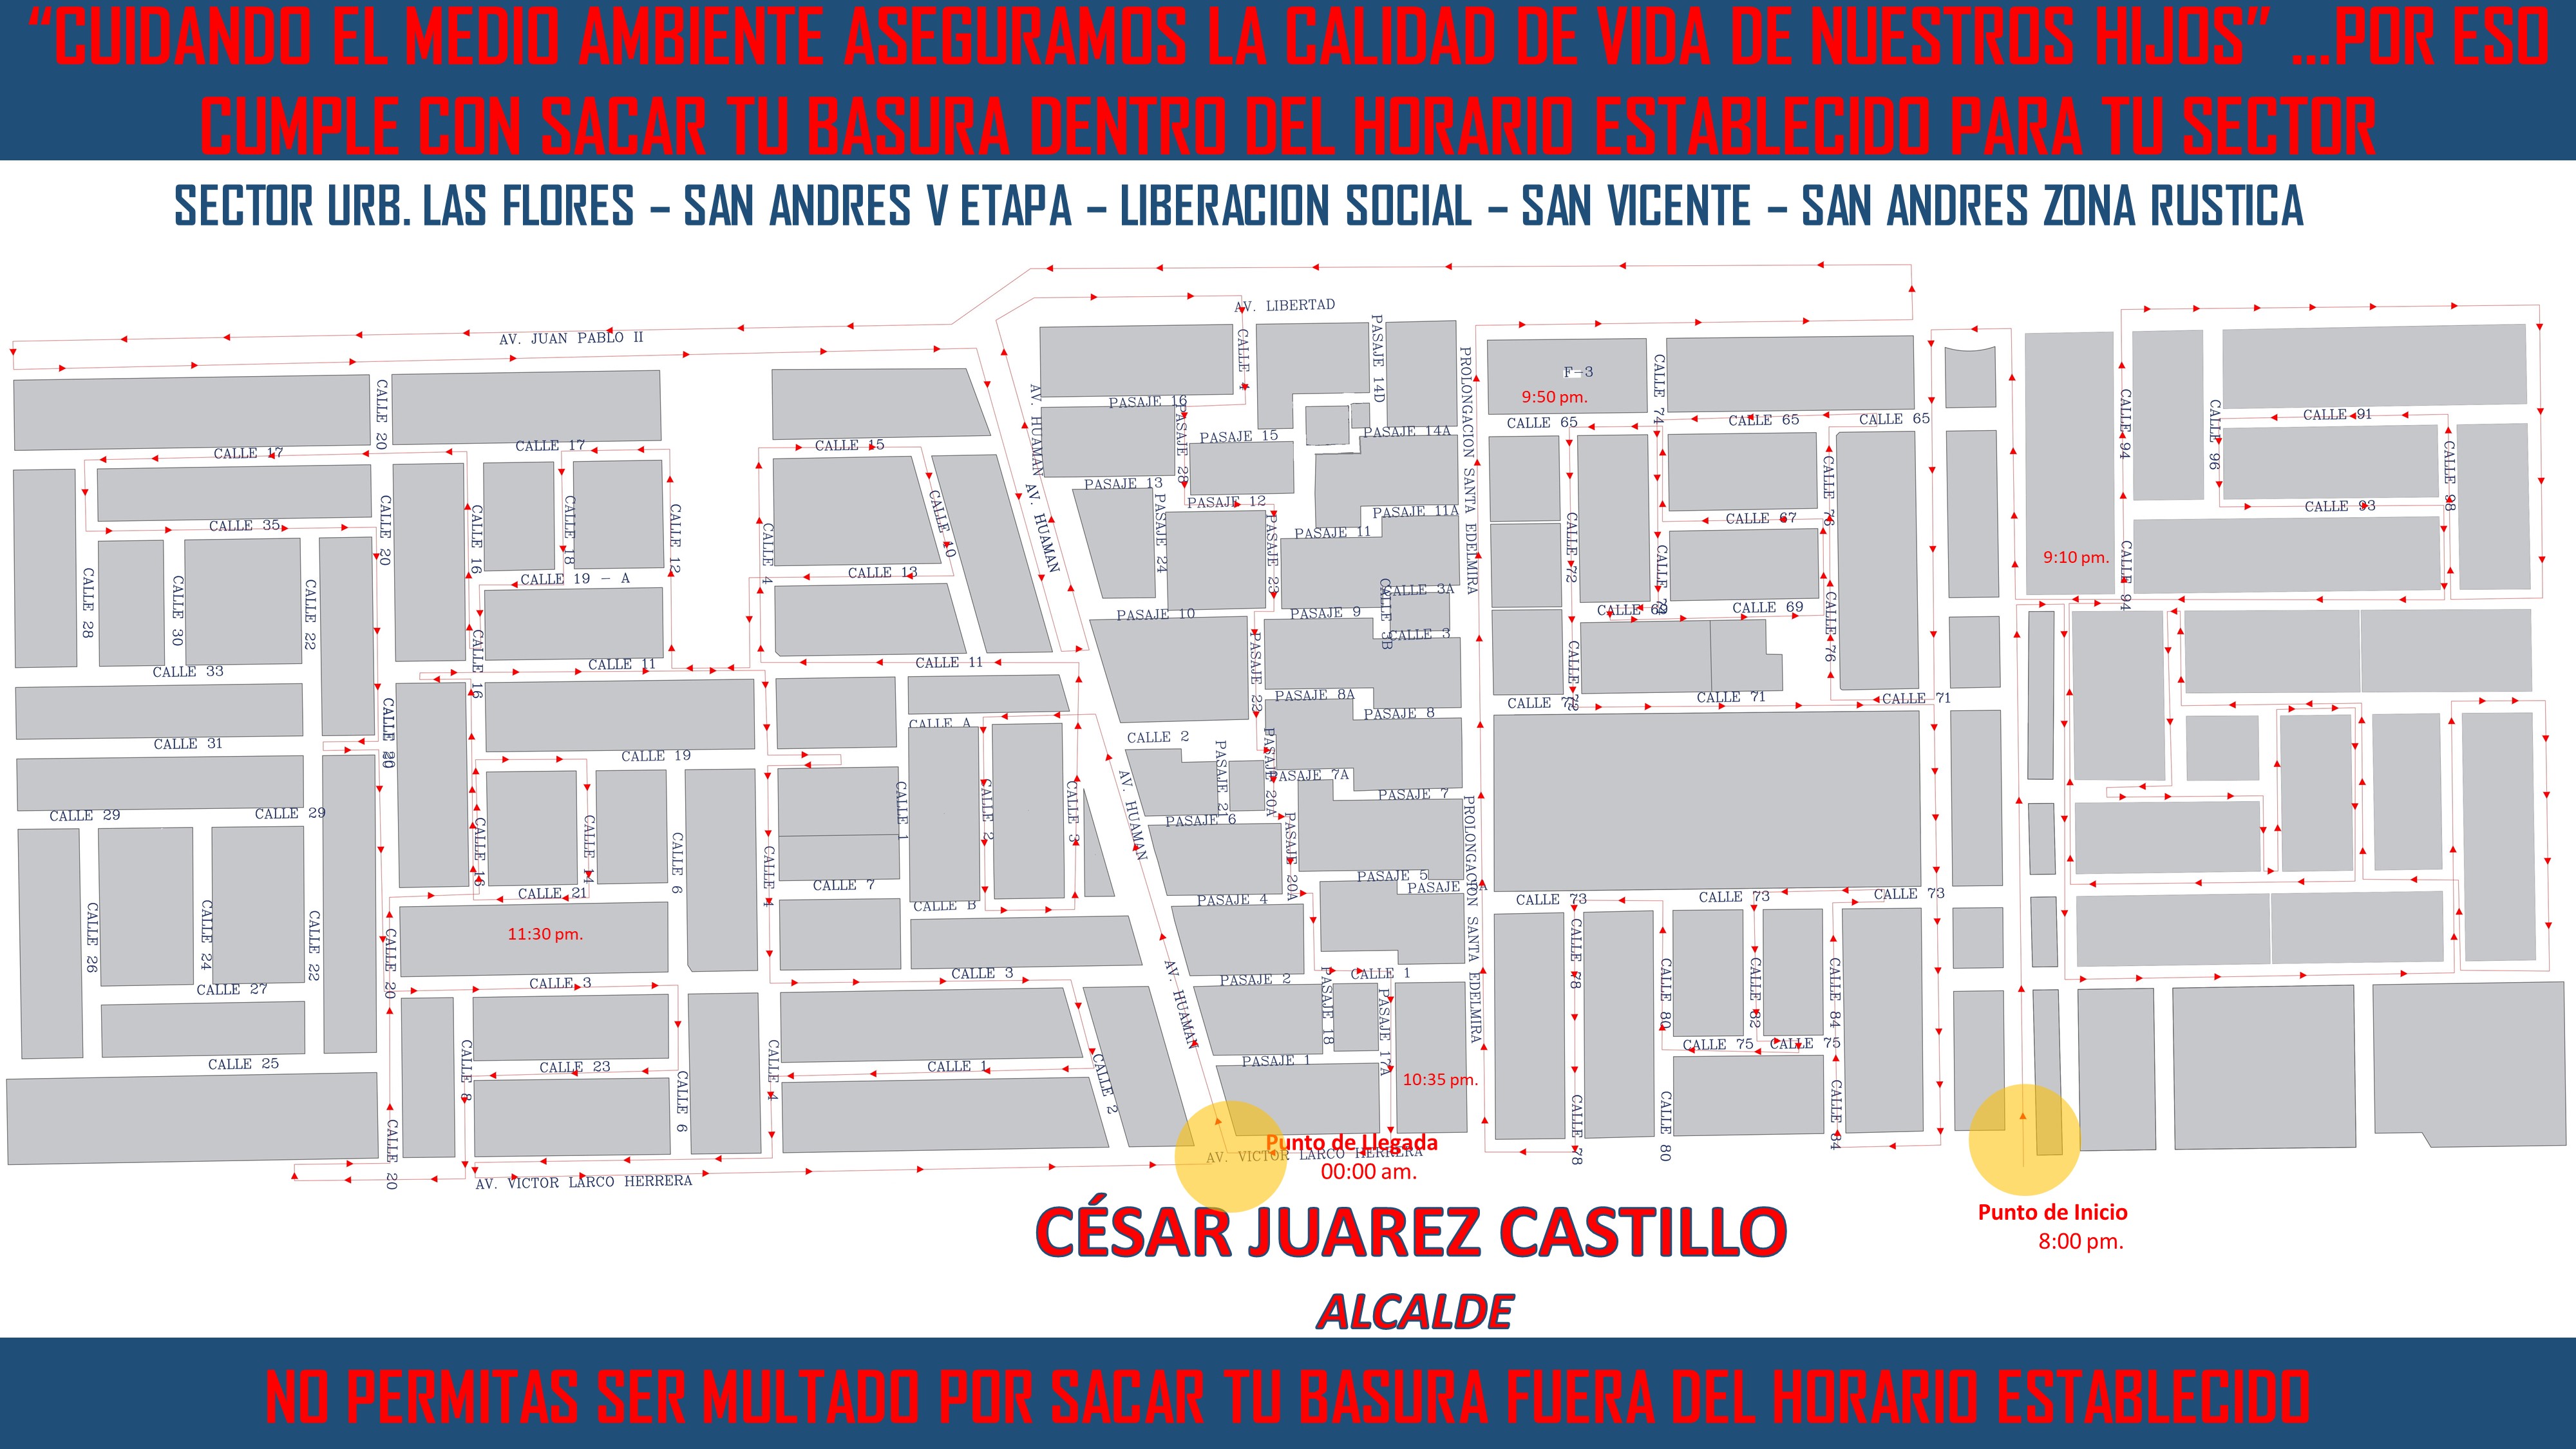 “CUIDANDO EL MEDIO AMBIENTE ASEGURAMOS LA CALIDAD DE VIDA DE NUESTROS HIJOS” ...POR ESO
CUMPLE CON SACAR TU BASURA DENTRO DEL HORARIO ESTABLECIDO PARA TU SECTOR
SECTOR URB. LAS FLORES – SAN ANDRES V ETAPA – LIBERACION SOCIAL – SAN VICENTE – SAN ANDRES ZONA RUSTICA
AV. LIBERTAD
AV. JUAN PABLO II
CALLE 20
CALLE 17
CALLE 17
CALLE 15
CALLE 35
CALLE 20
CALLE 16
CALLE 18
CALLE 12
CALLE 4
CALLE 10
CALLE 13
CALLE 19 - A
CALLE 28
CALLE 30
CALLE 22
CALLE 33
CALLE 16
CALLE 11
CALLE 11
CALLE 31
CALLE 20
CALLE 19
CALLE A
CALLE 29
CALLE 29
CALLE 16
CALLE 14
CALLE 6
CALLE 4
CALLE 1
CALLE 2
CALLE 3
CALLE 7
CALLE B
CALLE 21
11:30 pm.
CALLE 26
CALLE 24
CALLE 22
CALLE 20
CALLE 27
CALLE 3
CALLE 3
CALLE 25
CALLE 8
CALLE 23
CALLE 6
CALLE 4
CALLE 1
CALLE 2
CALLE 20
AV. VICTOR LARCO HERRERA
AV. HUAMAN
AV. HUAMAN
AV. HUAMAN
AV. HUAMAN
CALLE 1
PASAJE 14D
PASAJE 16
PASAJE 28
PASAJE 15
PASAJE 14A
PASAJE 13
PASAJE 24
PASAJE 12
PASAJE 23
PASAJE 11
PASAJE 11A
PASAJE 10
PASAJE 9
CALLE 3A
CALLE 3B
CALLE 3
PASAJE 22
PASAJE 8A
PASAJE 8
CALLE 2
PASAJE 21
PASAJE 20A
PASAJE 7A
PASAJE 7
PASAJE 6
PASAJE 20A
PASAJE 5
PASAJE 4
PASAJE 2
PASAJE 18
CALLE 1
PASAJE 17A
PASAJE 1
10:35 pm.
PROLONGACION SANTA EDELMIRA
PROLONGACION SANTA EDELMIRA
F-3
9:50 pm.
CALLE 74
CALLE 65
CALLE 65
CALLE 65
CALLE 72
CALLE 67
CALLE 76
CALLE 69
CALLE 69
CALLE 76
CALLE 71
CALLE 71
CALLE 73
CALLE 73
CALLE 73
CALLE 78
CALLE 80
CALLE 82
CALLE 84
CALLE 75
CALLE 75
CALLE 78
CALLE 80
CALLE 84
CALLE 94
CALLE 96
CALLE 91
CALLE 98
CALLE 93
9:10 pm.
CALLE 94
Punto de Llegada
AV. VICTOR LARCO HERRERA
00:00 am.
Punto de Inicio
8:00 pm.
CÉSAR JUAREZ CASTILLO
ALCALDE
NO PERMITAS SER MULTADO POR SACAR TU BASURA FUERA DEL HORARIO ESTABLECIDO